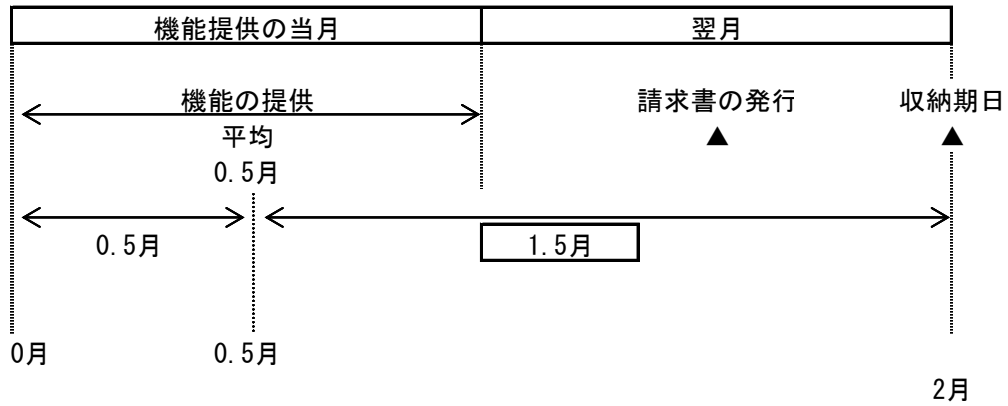 機能提供の当月 翌月
機能の提供 請求書の発行 収納期日
平均 ▲ ▲
0.5月
0.5月 1.5月
0月 0.5月
2月